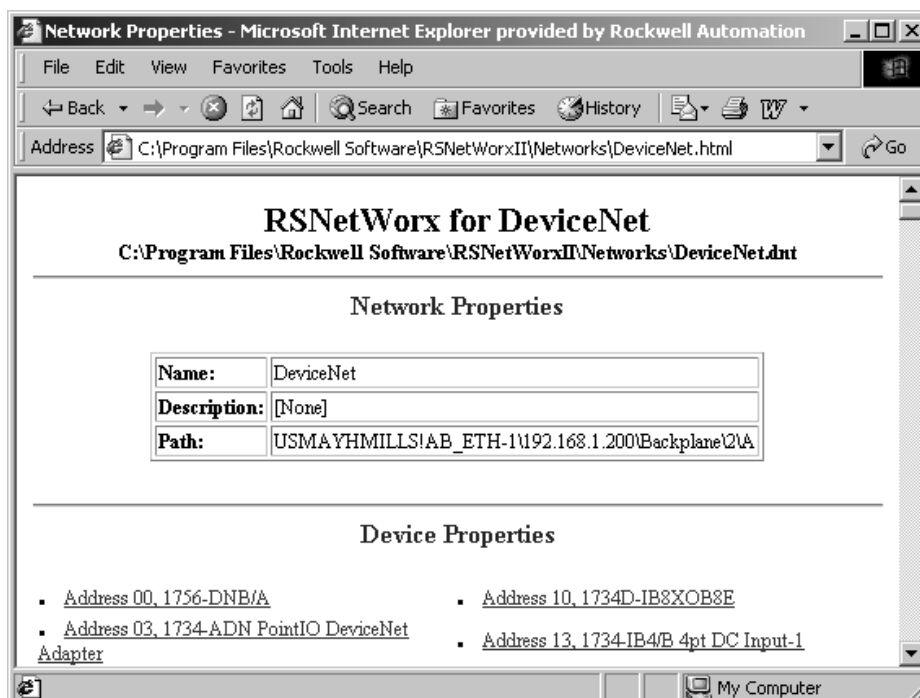 Network Properties - Microsoft Internet Explorer provided by Rockwell Automation
File Edit View Favorites Tools Help
Back Search Favorites History
Address C:\Program Files\Rockwell Software\RSNetWorxII\Networks\DeviceNet.html Go
RSNetWorx for DeviceNet
C:\Program Files\Rockwell Software\RSNetWorxII\Networks\DeviceNet.dnt
Network Properties
Name: DeviceNet
Description: [None]
Path: USMAYHMILLS!AB_ETH-1\192.168.1.200\Backplane\2\A
Device Properties
Address 00, 1756-DNB/A
Address 03, 1734-ADN PointIO DeviceNet
Adapter
Address 10, 1734D-IB8XOB8E
Address 13, 1734-IB4/B 4pt DC Input-1
My Computer